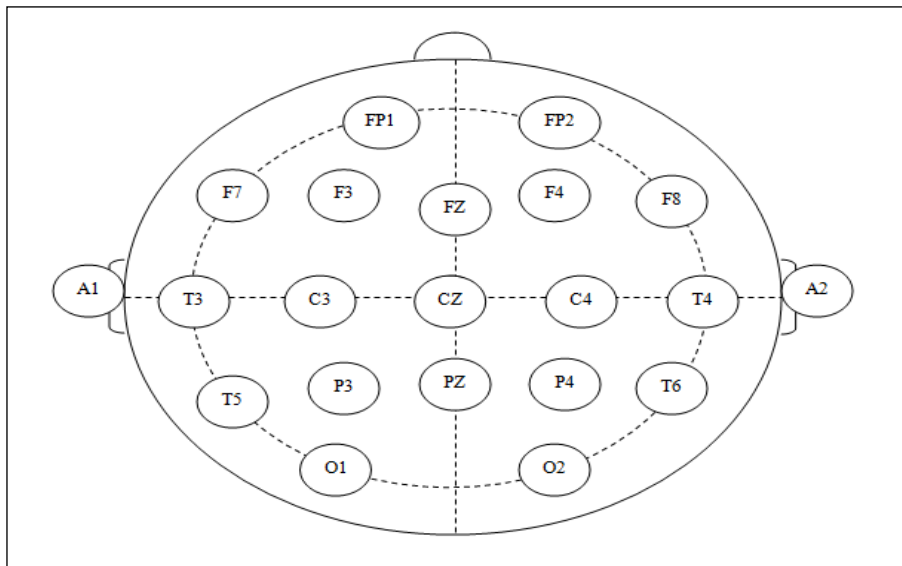 FP1 FP2
F7 F3 FZ F4 F8
A1 T3 C3 CZ C4 T4 A2
T5 P3 PZ P4 T6
O1 O2